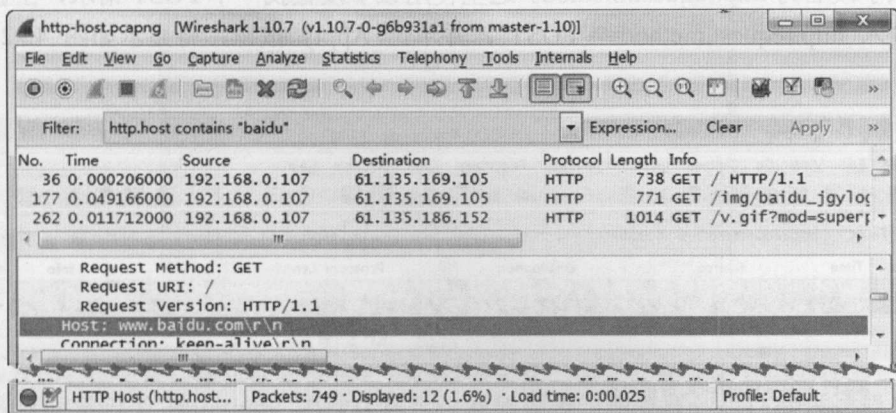 http-host.pcapng [Wireshark 1.10.7 (v1.10.7-0-g6b931a1 from master-1.10)]
File Edit View Go Capture Analyze Statistics Telephony Tools Internals Help
Filter: http.host contains "baidu" Expression... Clear Apply
No. Time Source Destination Protocol Length Info
36 0.000206000 192.168.0.107 61.135.169.105 HTTP 738 GET / HTTP/1.1
177 0.049166000 192.168.0.107 61.135.169.105 HTTP 771 GET /img/baidu_jgylog
262 0.011712000 192.168.0.107 61.135.186.152 HTTP 1014 GET /v.gif?mod=superp
Request Method: GET
Request URI: /
Request Version: HTTP/1.1
Host: www.baidu.com\r\n
Connection: keep-alive\r\n
HTTP Host (http.host... Packets: 749 · Displayed: 12 (1.6%) · Load time: 0:00.025 Profile: Default